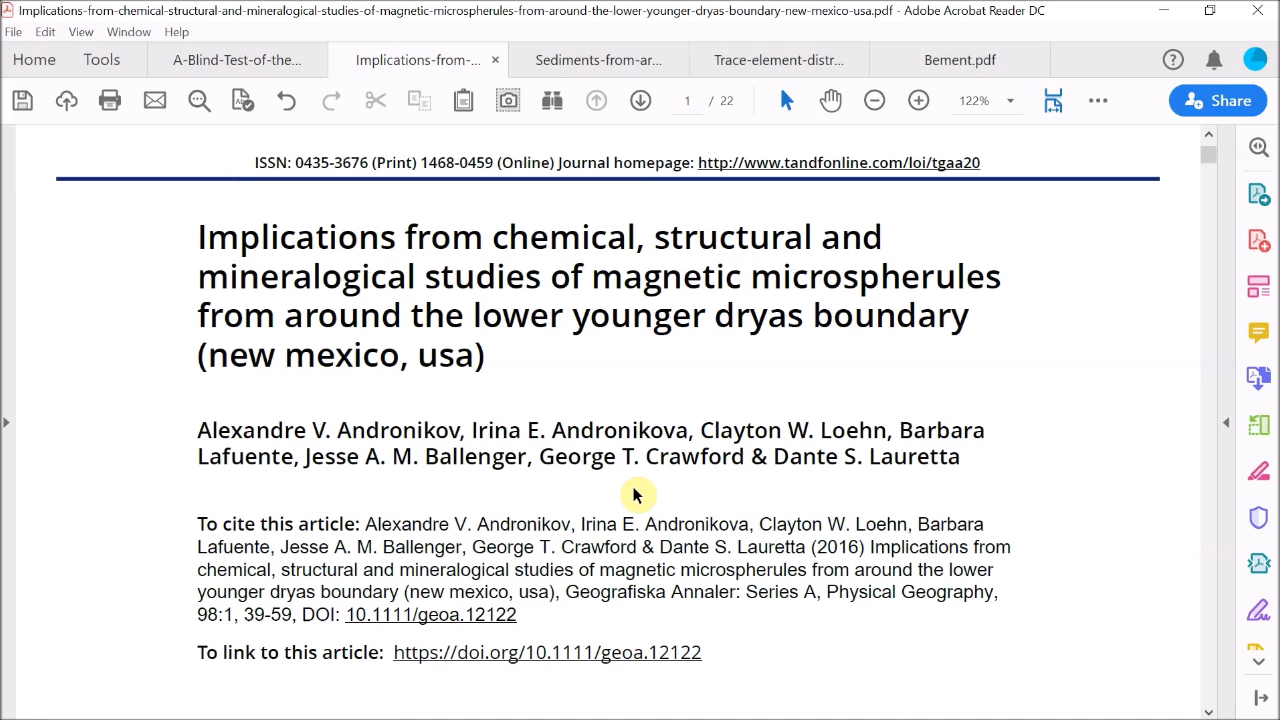 Implications-from-chemical-structural-and-mineralogical-studies-of-magnetic-microspherules-from-around-the-lower-younger-dryas-boundary-new-mexico-usa.pdf - Adobe Acrobat Reader DC
File Edit View Window Help
Home Tools A-Blind-Test-of-the... Implications-from-... Sediments-from-ar... Trace-element-distr... Bement.pdf
1 / 22 122% Share
ISSN: 0435-3676 (Print) 1468-0459 (Online) Journal homepage: http://www.tandfonline.com/loi/tgaa20
Implications from chemical, structural and
mineralogical studies of magnetic microspherules
from around the lower younger dryas boundary
(new mexico, usa)
Alexandre V. Andronikov, Irina E. Andronikova, Clayton W. Loehn, Barbara
Lafuente, Jesse A. M. Ballenger, George T. Crawford & Dante S. Lauretta
To cite this article: Alexandre V. Andronikov, Irina E. Andronikova, Clayton W. Loehn, Barbara
Lafuente, Jesse A. M. Ballenger, George T. Crawford & Dante S. Lauretta (2016) Implications from
chemical, structural and mineralogical studies of magnetic microspherules from around the lower
younger dryas boundary (new mexico, usa), Geografiska Annaler: Series A, Physical Geography,
98:1, 39-59, DOI: 10.1111/geoa.12122
To link to this article: https://doi.org/10.1111/geoa.12122